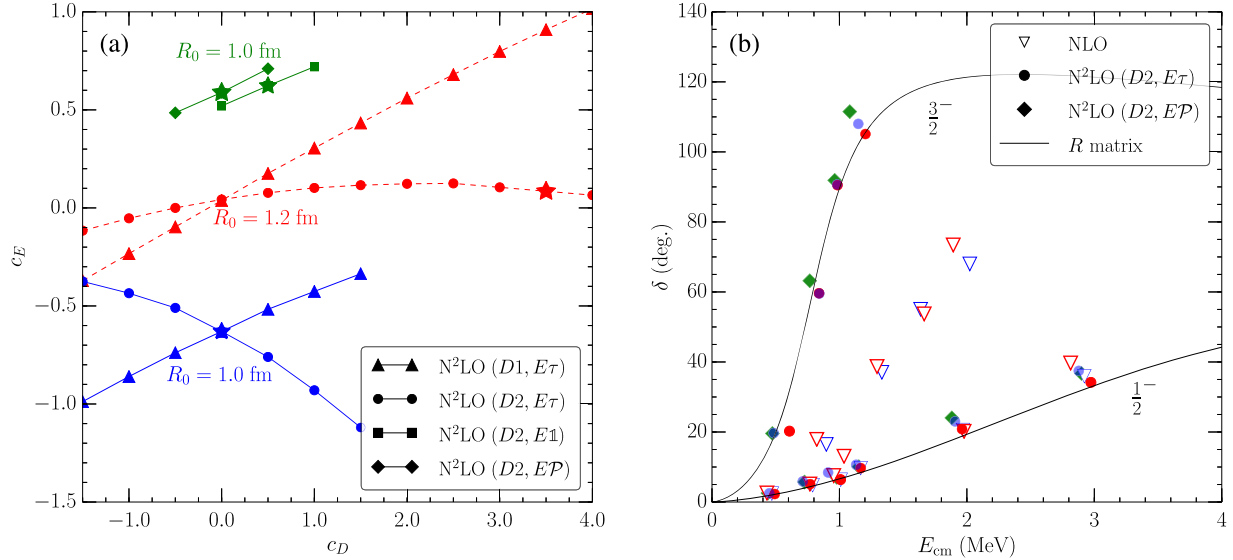 (a)
R₀ = 1.0 fm
R₀ = 1.2 fm
R₀ = 1.0 fm
N²LO (D1, Eτ)
N²LO (D2, Eτ)
N²LO (D2, E𝟙)
N²LO (D2, E𝒫)
1.0
0.5
0.0
−0.5
−1.0
−1.5
c_E
−1.0
0.0
1.0
2.0
3.0
4.0
c_D
(b)
NLO
N²LO (D2, Eτ)
N²LO (D2, E𝒫)
R matrix
3/2⁻
1/2⁻
140
120
100
80
60
40
20
0
δ (deg.)
0
1
2
3
4
E_cm (MeV)